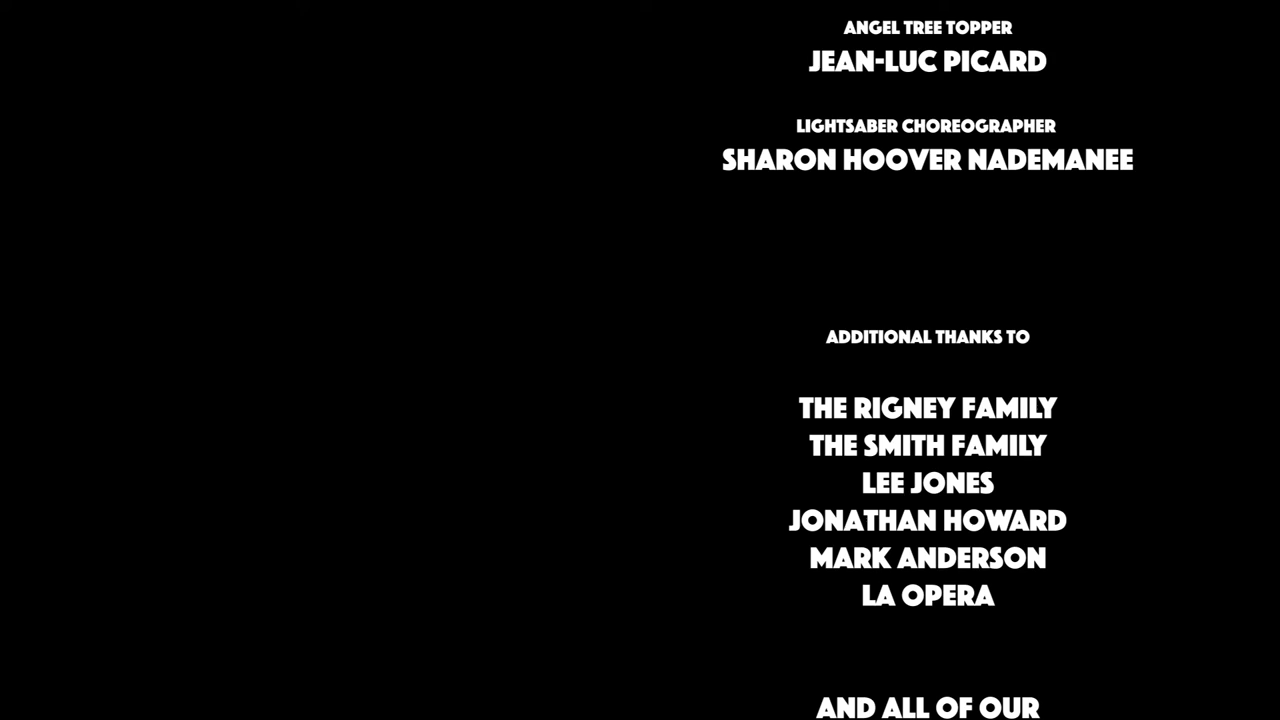 ANGEL TREE TOPPER
JEAN-LUC PICARD
LIGHTSABER CHOREOGRAPHER
SHARON HOOVER NADEMANEE
ADDITIONAL THANKS TO
THE RIGNEY FAMILY
THE SMITH FAMILY
LEE JONES
JONATHAN HOWARD
MARK ANDERSON
LA OPERA
AND ALL OF OUR